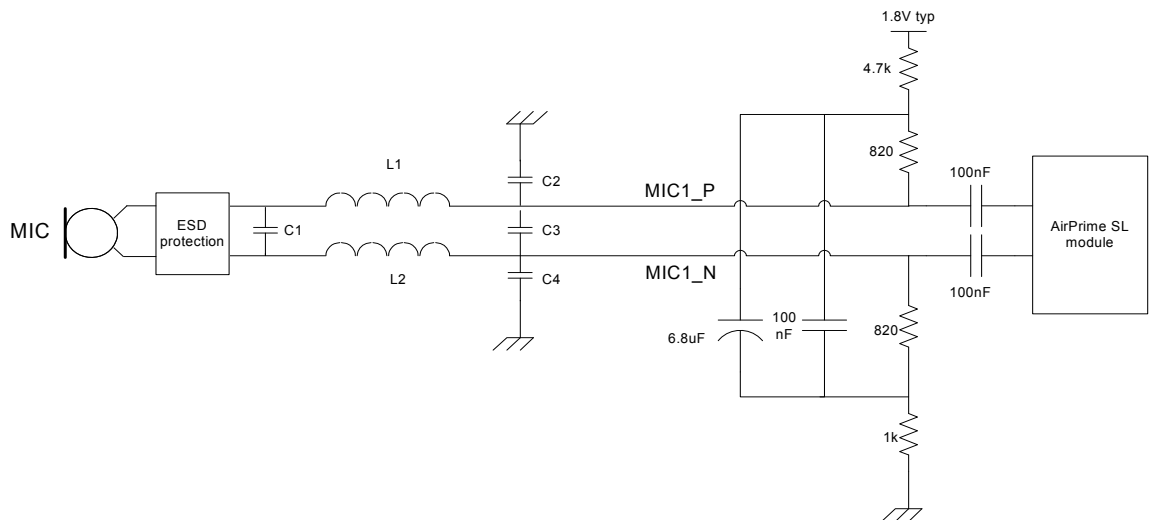 1.8V typ
4.7k
L1
C2
820
100nF
MIC1_P
MIC
ESD
protection
C1
C3
AirPrime SL
module
L2
C4
MIC1_N
100nF
6.8uF
100
nF
820
1k